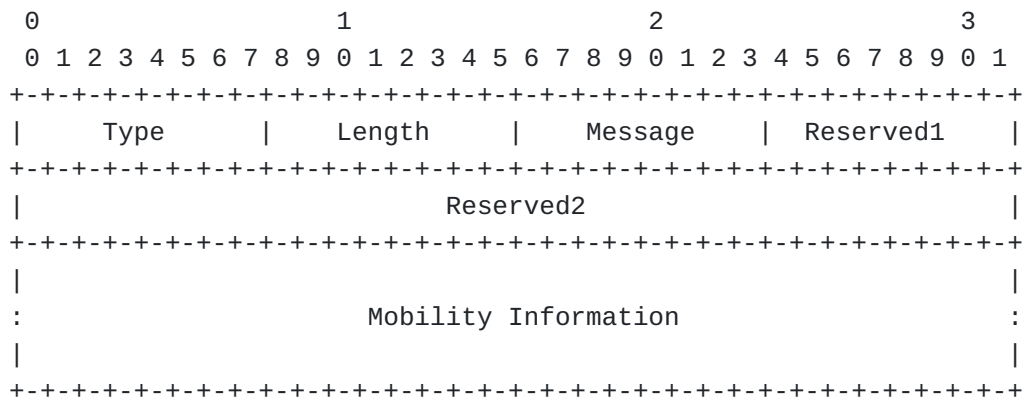 0                   1                   2                   3
 0 1 2 3 4 5 6 7 8 9 0 1 2 3 4 5 6 7 8 9 0 1 2 3 4 5 6 7 8 9 0 1
+-+-+-+-+-+-+-+-+-+-+-+-+-+-+-+-+-+-+-+-+-+-+-+-+-+-+-+-+-+-+-+-+
|     Type      |    Length     |    Message    |  Reserved1    |
+-+-+-+-+-+-+-+-+-+-+-+-+-+-+-+-+-+-+-+-+-+-+-+-+-+-+-+-+-+-+-+-+
|                           Reserved2                           |
+-+-+-+-+-+-+-+-+-+-+-+-+-+-+-+-+-+-+-+-+-+-+-+-+-+-+-+-+-+-+-+-+
|                                                               |
:                      Mobility Information                     :
|                                                               |
+-+-+-+-+-+-+-+-+-+-+-+-+-+-+-+-+-+-+-+-+-+-+-+-+-+-+-+-+-+-+-+-+